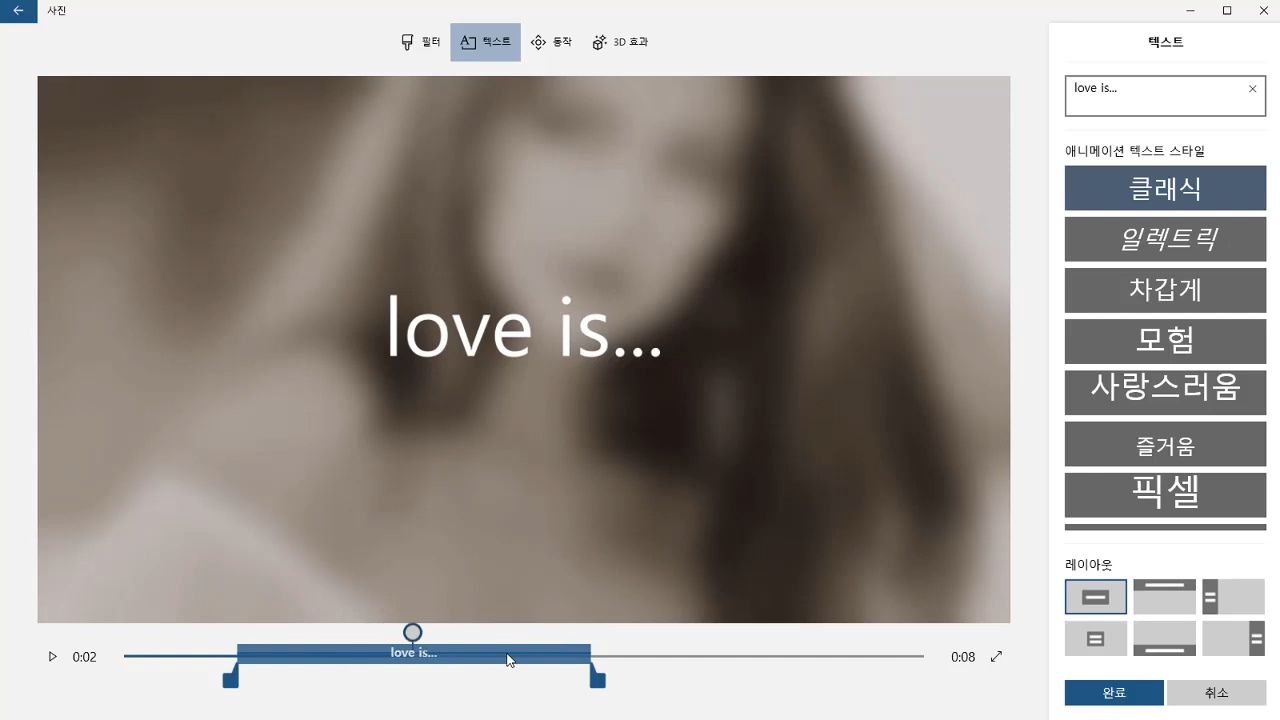 사진
필터
텍스트
동작
3D 효과
텍스트
love is...
애니메이션 텍스트 스타일
클래식
일렉트릭
차갑게
모험
사랑스러움
즐거움
픽셀
love is...
레이아웃
0:02
love is...
0:08
완료
취소